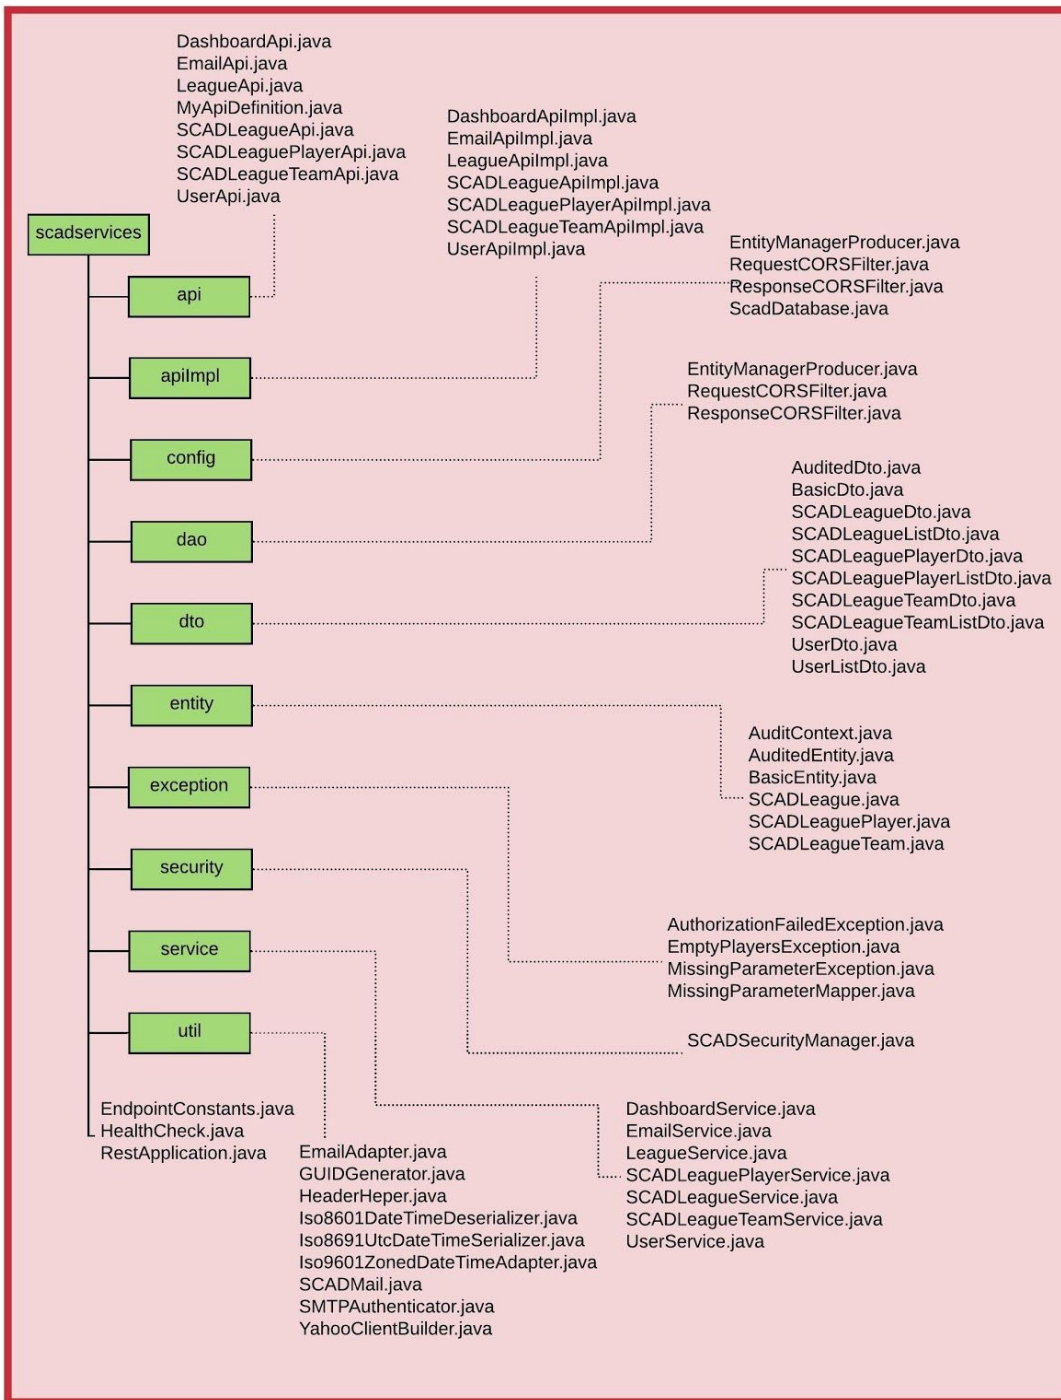 DashboardApi.java
EmailApi.java
LeagueApi.java
MyApiDefinition.java
SCADLeagueApi.java
SCADLeaguePlayerApi.java
SCADLeagueTeamApi.java
UserApi.java
DashboardApiImpl.java
EmailApiImpl.java
LeagueApiImpl.java
SCADLeagueApiImpl.java
SCADLeaguePlayerApiImpl.java
SCADLeagueTeamApiImpl.java
UserApiImpl.java
scadservices
EntityManagerProducer.java
RequestCORSFilter.java
ResponseCORSFilter.java
ScadDatabase.java
api
apiImpl
EntityManagerProducer.java
RequestCORSFilter.java
ResponseCORSFilter.java
config
AuditedDto.java
BasicDto.java
SCADLeagueDto.java
SCADLeagueListDto.java
SCADLeaguePlayerDto.java
SCADLeaguePlayerListDto.java
SCADLeagueTeamDto.java
SCADLeagueTeamListDto.java
UserDto.java
UserListDto.java
dao
dto
entity
AuditContext.java
AuditedEntity.java
BasicEntity.java
SCADLeague.java
SCADLeaguePlayer.java
SCADLeagueTeam.java
exception
security
AuthorizationFailedException.java
EmptyPlayersException.java
MissingParameterException.java
MissingParameterMapper.java
service
util
SCADSecurityManager.java
EndpointConstants.java
HealthCheck.java
RestApplication.java
DashboardService.java
EmailService.java
LeagueService.java
SCADLeaguePlayerService.java
SCADLeagueService.java
SCADLeagueTeamService.java
UserService.java
EmailAdapter.java
GUIDGenerator.java
HeaderHeper.java
Iso8601DateTimeDeserializer.java
Iso8691UtcDateTimeSerializer.java
Iso9601ZonedDateTimeAdapter.java
SCADMail.java
SMTPAuthenticator.java
YahooClientBuilder.java